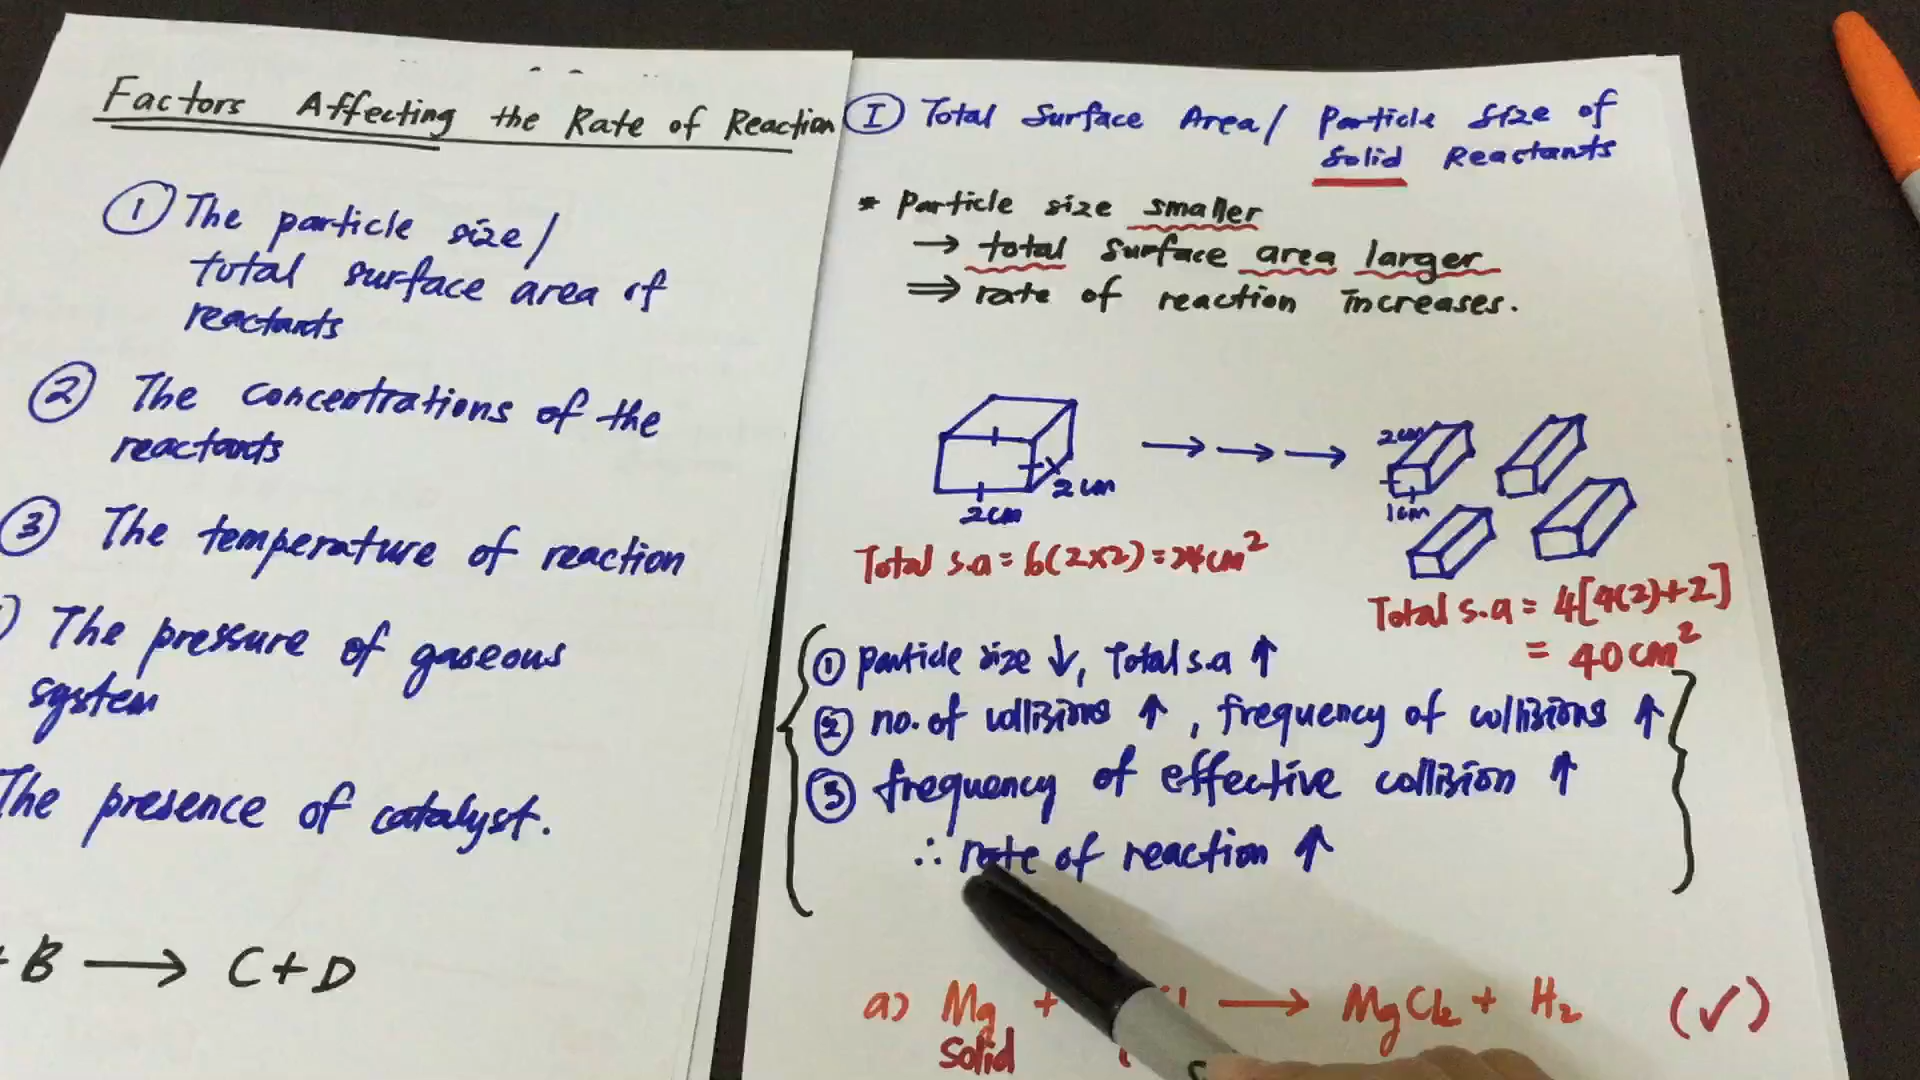 Factors Affecting the Rate of Reaction
① The particle size/
total surface area of
reactants
② The concentrations of the
reactants
③ The temperature of reaction
The pressure of gaseous
system
The presence of catalyst.
+ B → C + D
Ⓘ Total Surface Area/ Particle Size of
Solid Reactants
* Particle size smaller
→ total surface area larger
⇒ rate of reaction increases.
2cm
2cm
→ → →
2cm
1cm
Total s.a = 6(2x2) = 24cm²
Total s.a = 4[4(2)+2]
= 40cm²
① particle size ↓, Total s.a ↑
② no. of collisions ↑, frequency of collisions ↑
③ frequency of effective collision ↑
∴ rate of reaction ↑
a) Mg + → MgCl₂ + H₂ (✓)
Solid